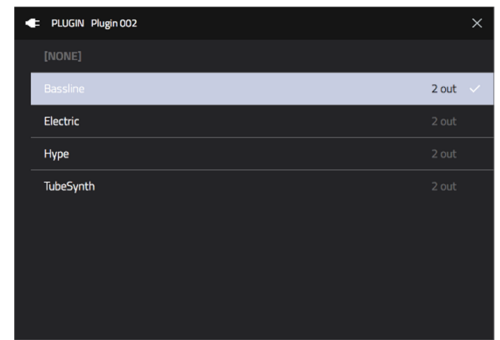 PLUGIN Plugin 002
[NONE]
Bassline 2 out
Electric 2 out
Hype 2 out
TubeSynth 2 out